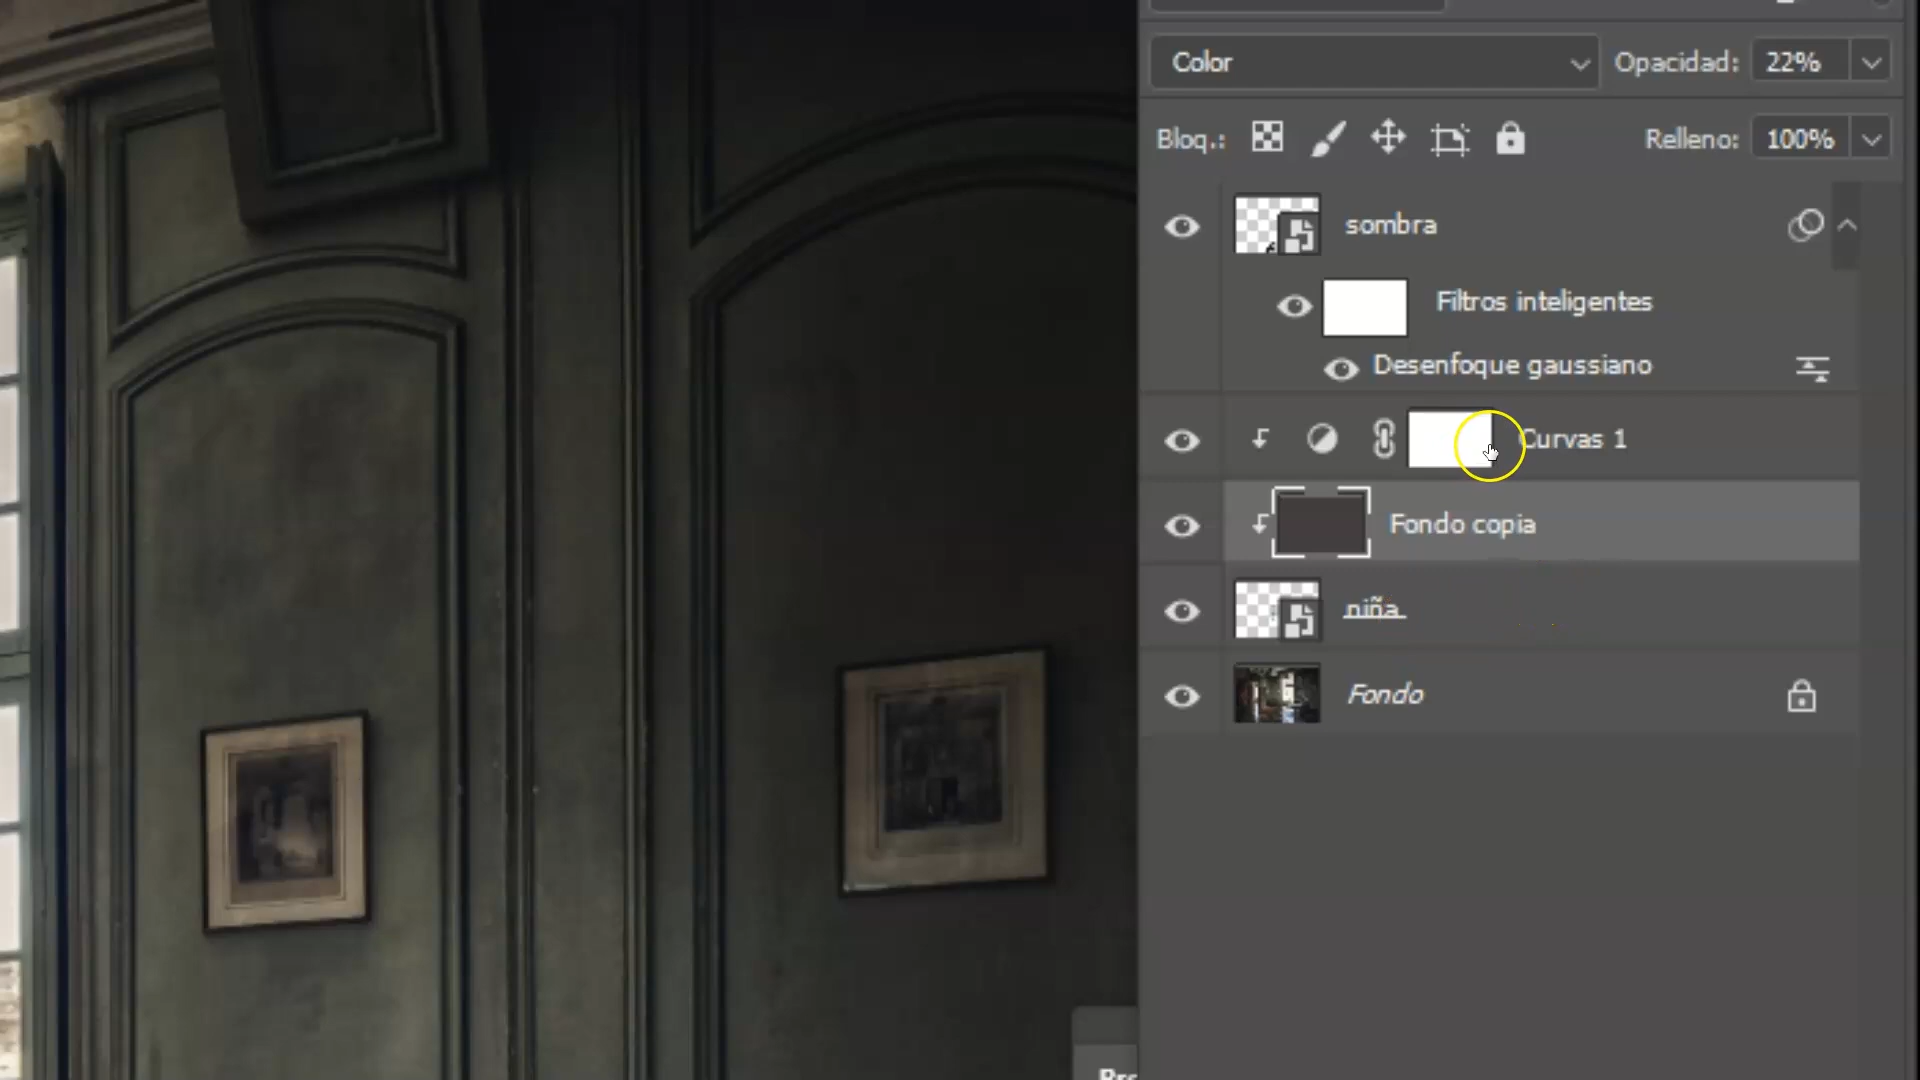 Color
Opacidad: 22%
Bloq.:
Relleno: 100%
sombra
Filtros inteligentes
Desenfoque gaussiano
Curvas 1
Fondo copia
niña
Fondo